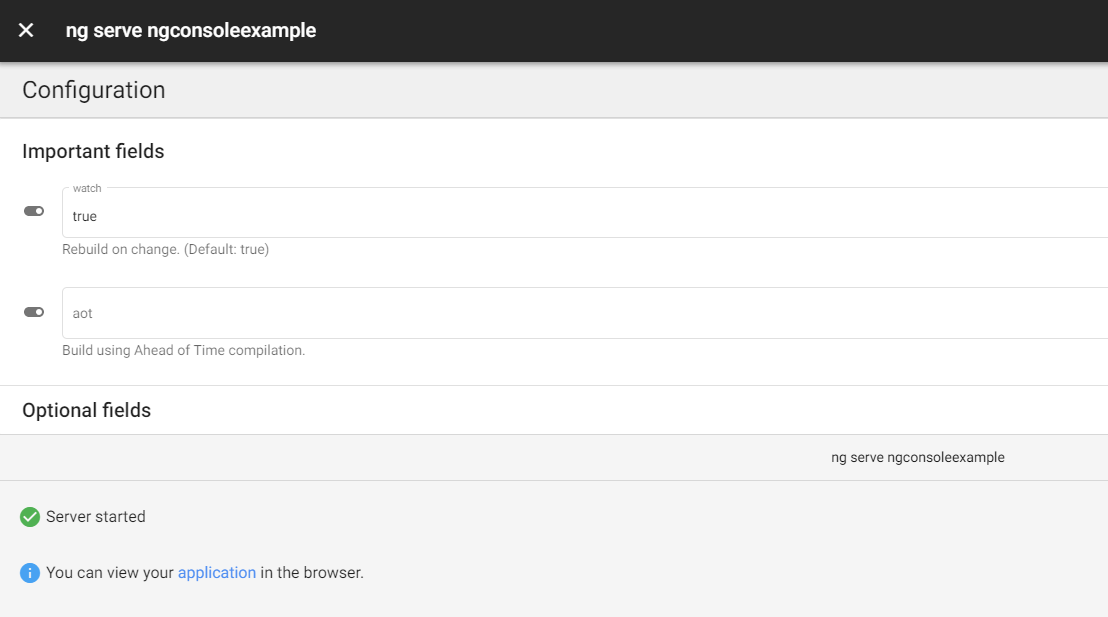 ng serve ngconsoleexample
Configuration
Important fields
watch
true
Rebuild on change. (Default: true)
aot
Build using Ahead of Time compilation.
Optional fields
ng serve ngconsoleexample
Server started
You can view your application in the browser.